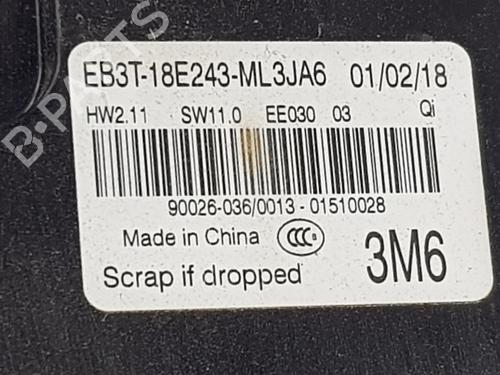 B-PARTS
EB3T-18E243-ML3JA6 01/02/18
HW2.11 SW11.0 EE030 03 Qi
90026-036/0013-01510028
Made in China CCC S
Scrap if dropped 3M6